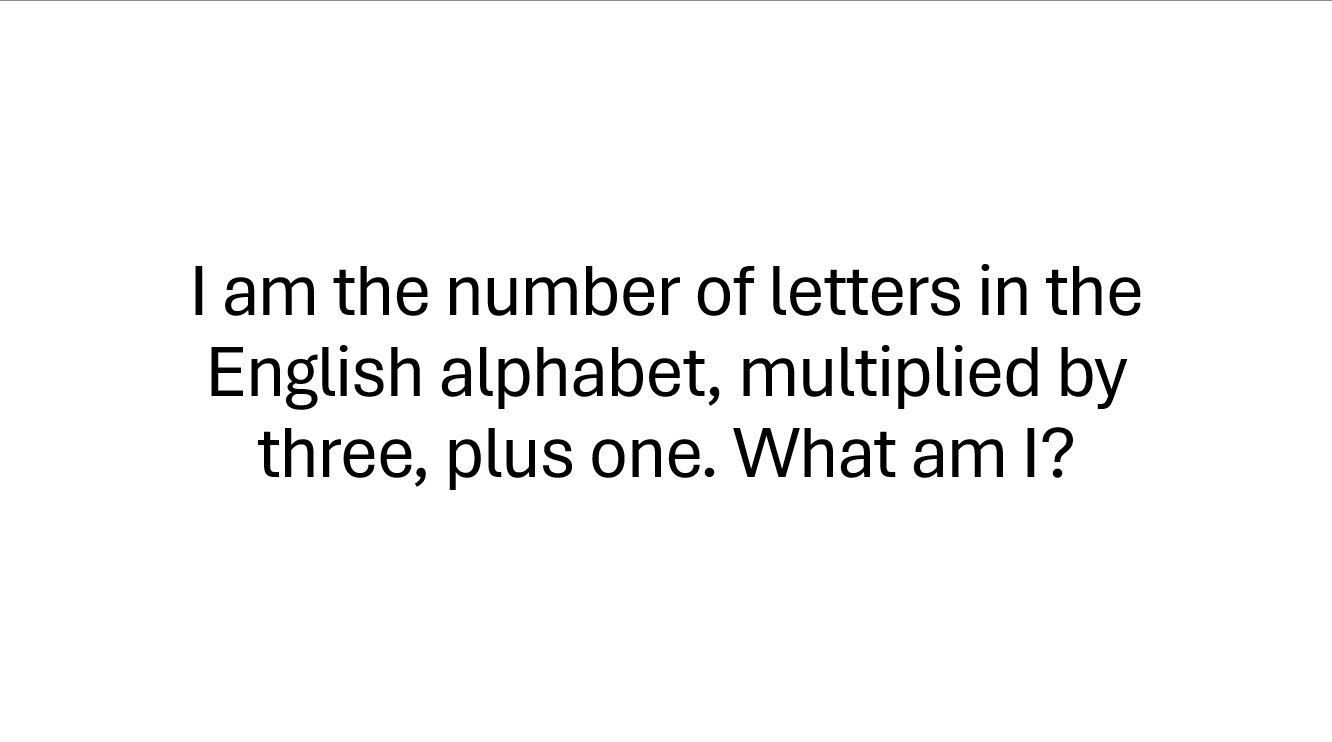 I am the number of letters in the
English alphabet, multiplied by
three, plus one. What am I?